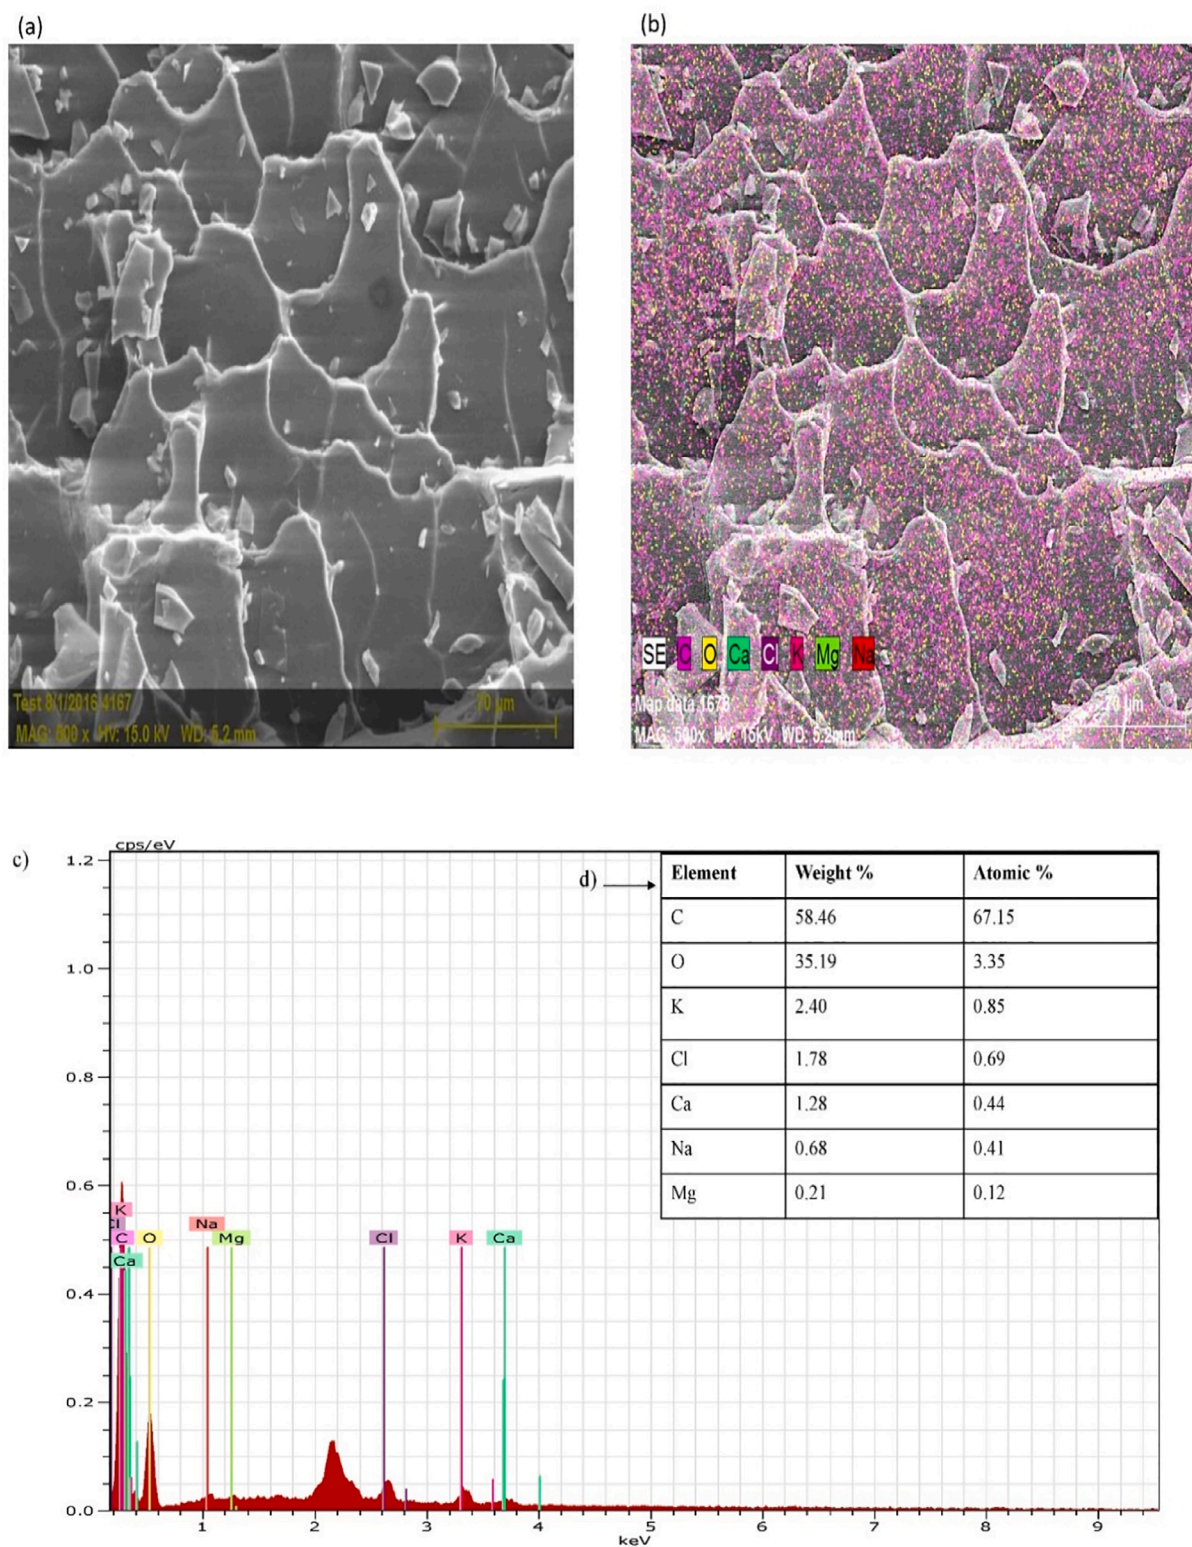 (a)
(b)
Test 8/1/2016 4167
70 µm
MAG: 500 x HV: 15.0 kV WD: 5.2 mm
SE C O Ca Cl K Mg Na
Map data 1678
70 µm
MAG: 500x HV: 15kV WD: 5.2mm
c)
cps/eV
d)
Element Weight % Atomic %
C 58.46 67.15
O 35.19 3.35
K 2.40 0.85
Cl 1.78 0.69
Ca 1.28 0.44
Na 0.68 0.41
Mg 0.21 0.12
1.2
1.0
0.8
0.6
0.4
0.2
0.0
K
Cl
C
Ca
O
Na
Mg
Cl
K
Ca
1 2 3 4 5 6 7 8 9
keV